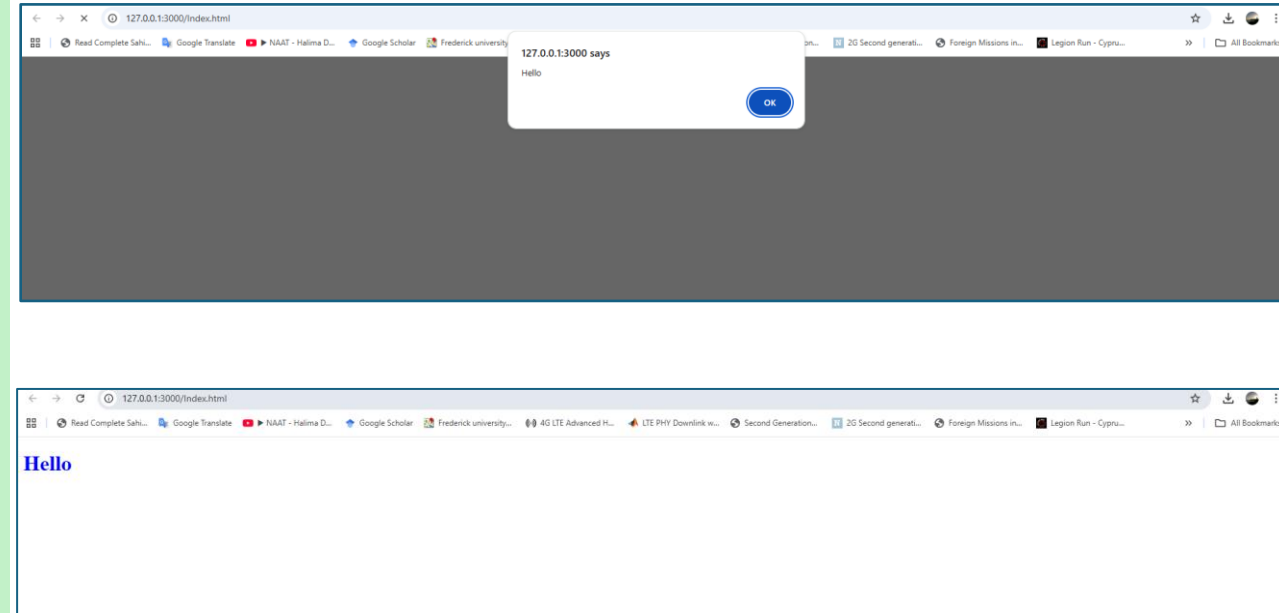 127.0.0.1:3000/Index.html
Read Complete Sahi... Google Translate NAAT - Halima D... Google Scholar Frederick university on... 2G Second generati... Foreign Missions in... Legion Run - Cypru... » All Bookmarks
127.0.0.1:3000 says
Hello
OK
127.0.0.1:3000/Index.html
Read Complete Sahi... Google Translate NAAT - Halima D... Google Scholar Frederick university... 4G LTE Advanced H... LTE PHY Downlink w... Second Generation... 2G Second generati... Foreign Missions in... Legion Run - Cypru... » All Bookmarks
Hello